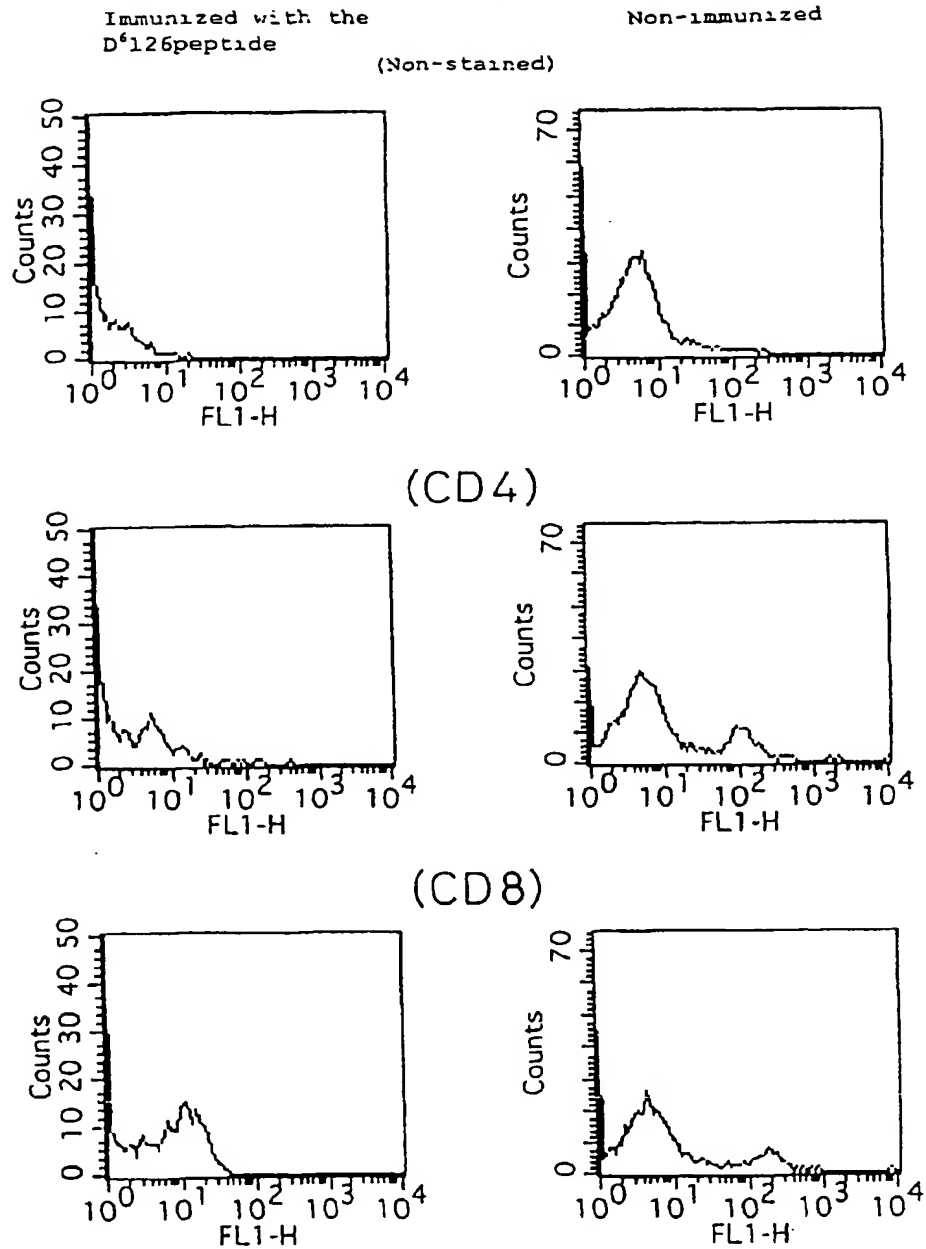 Immunized with the
D⁶126peptide
Non-immunized
(Non-stained)
50
40
30
20
10
0
Counts
10⁰ 10¹ 10² 10³ 10⁴
FL1-H
70
0
Counts
10⁰ 10¹ 10² 10³ 10⁴
FL1-H
(CD4)
50
40
30
20
10
0
Counts
10⁰ 10¹ 10² 10³ 10⁴
FL1-H
70
0
Counts
10⁰ 10¹ 10² 10³ 10⁴
FL1-H
(CD8)
50
40
30
20
10
0
Counts
10⁰ 10¹ 10² 10³ 10⁴
FL1-H
70
0
Counts
10⁰ 10¹ 10² 10³ 10⁴
FL1-H